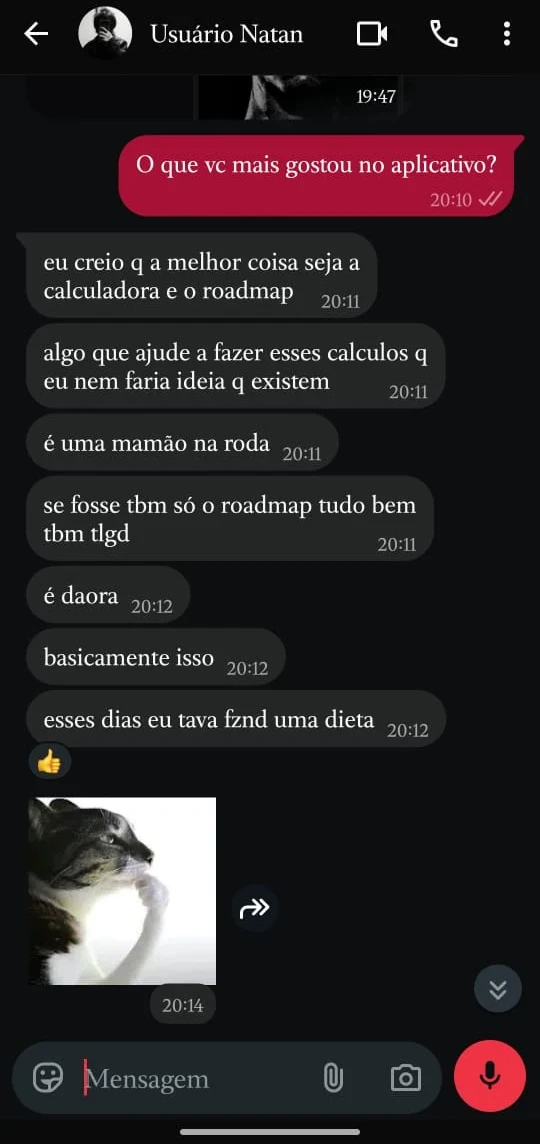 Usuário Natan
19:47
O que vc mais gostou no aplicativo?
20:10
eu creio q a melhor coisa seja a
calculadora e o roadmap 20:11
algo que ajude a fazer esses calculos q
eu nem faria ideia q existem 20:11
é uma mamão na roda 20:11
se fosse tbm só o roadmap tudo bem
tbm tlgd 20:11
é daora 20:12
basicamente isso 20:12
esses dias eu tava fznd uma dieta 20:12
20:14
Mensagem